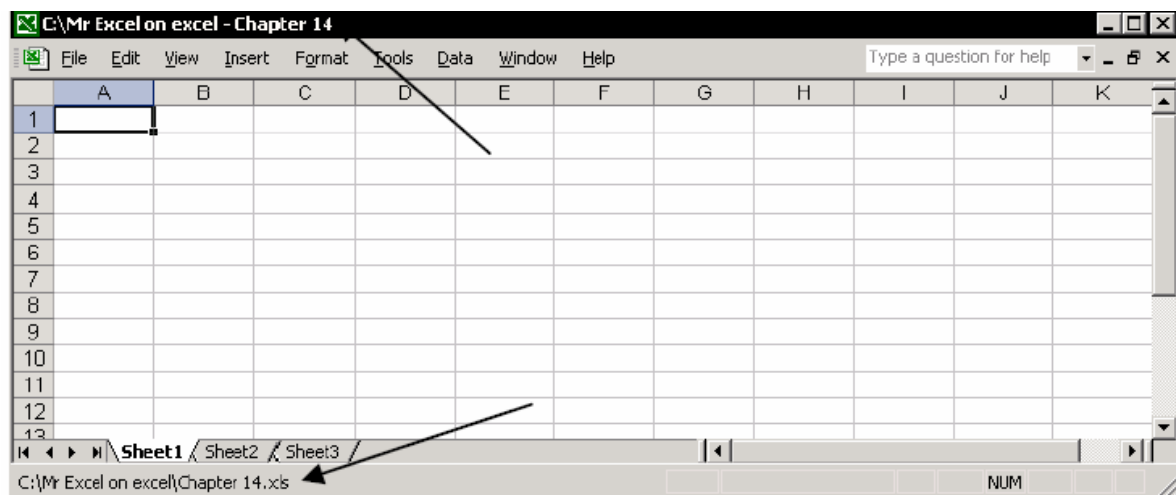 C:\Mr Excel on excel - Chapter 14
File Edit View Insert Format Tools Data Window Help Type a question for help
A B C D E F G H I J K
1
2
3
4
5
6
7
8
9
10
11
12
13
Sheet1 Sheet2 Sheet3
C:\Mr Excel on excel\Chapter 14.xls NUM